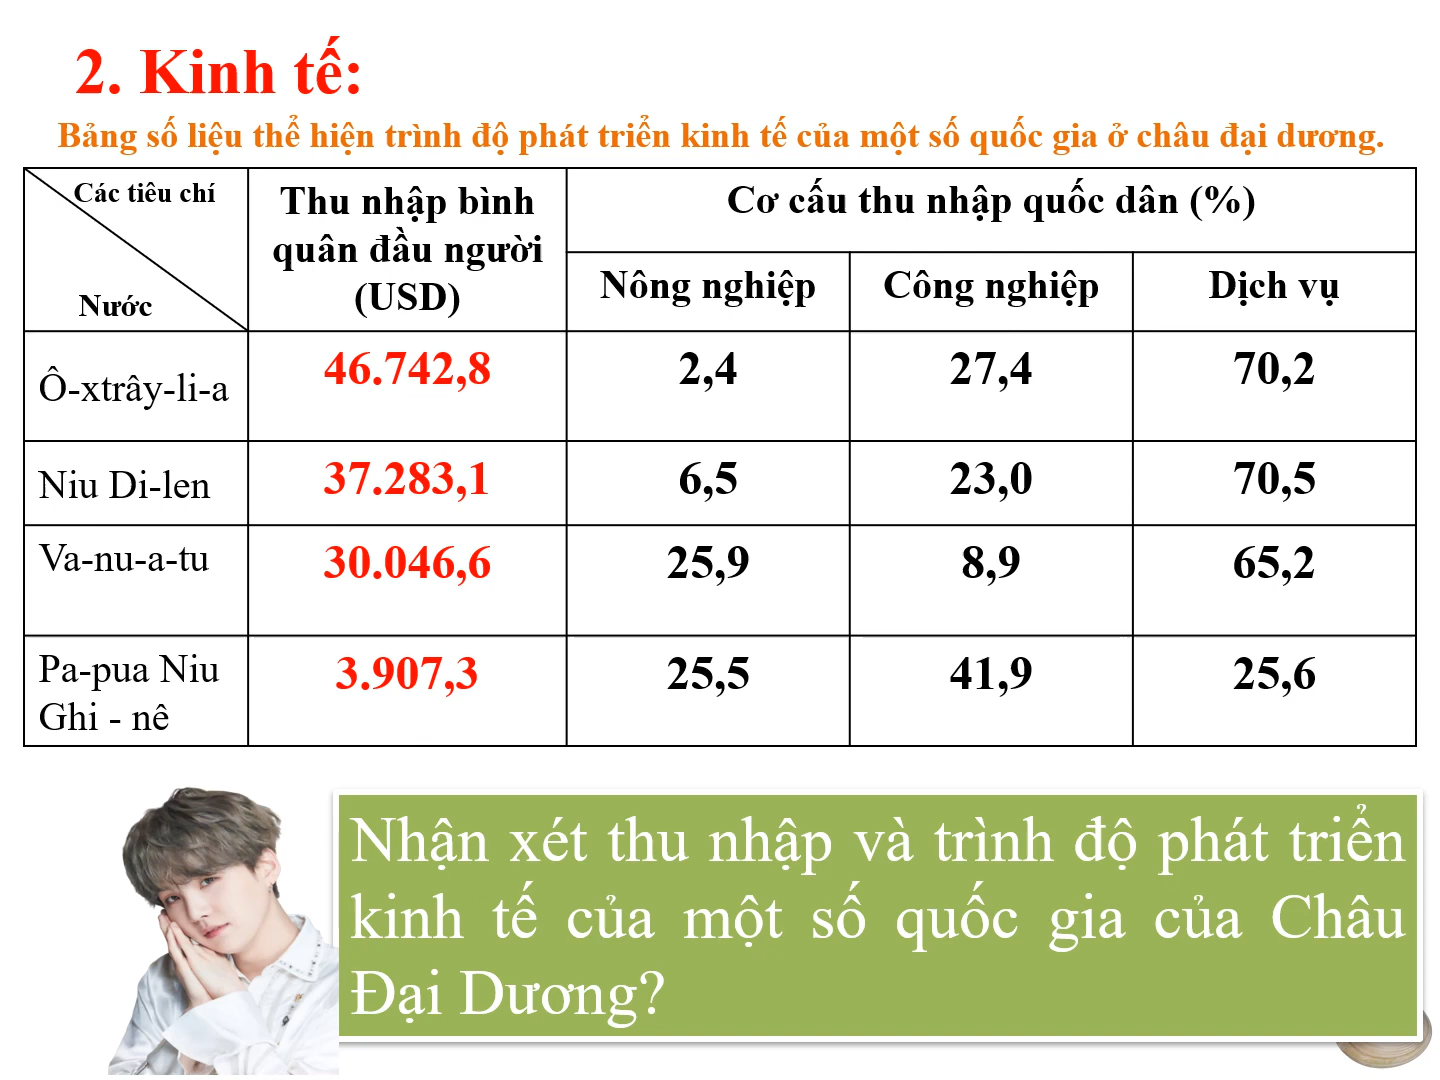 2. Kinh tế:
Bảng số liệu thể hiện trình độ phát triển kinh tế của một số quốc gia ở châu đại dương.
Các tiêu chí
Nước
Thu nhập bình
quân đầu người
(USD)
Cơ cấu thu nhập quốc dân (%)
Nông nghiệp
Công nghiệp
Dịch vụ
Ô-xtrây-li-a
46.742,8
2,4
27,4
70,2
Niu Di-len
37.283,1
6,5
23,0
70,5
Va-nu-a-tu
30.046,6
25,9
8,9
65,2
Pa-pua Niu
Ghi - nê
3.907,3
25,5
41,9
25,6
Nhận xét thu nhập và trình độ phát triển
kinh tế của một số quốc gia của Châu
Đại Dương?